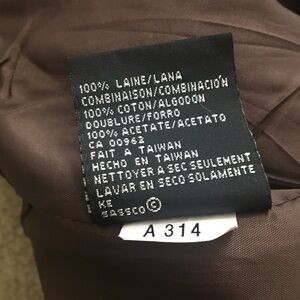 100% LAINE/LANA
COMBINAISON/COMBINACIÓN
100% COTON/ALGODON
DOUBLURE/FORRO
100% ACETATE/ACETATO
CA 00962
FAIT A TAIWAN
HECHO EN TAIWAN
NETTOYER A SEC SEULEMENT
LAVAR EN SECO SOLAMENTE
KE
SASSCO ©
A 314